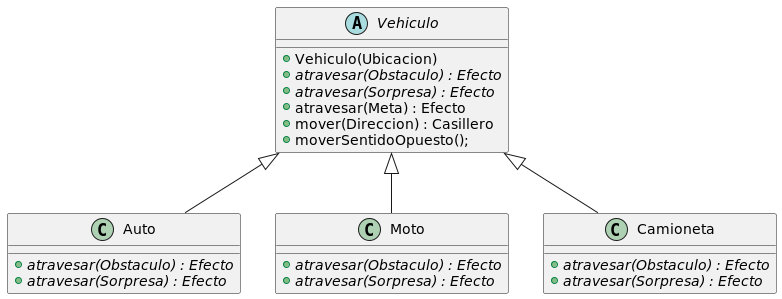 A Vehiculo
Vehiculo(Ubicacion)
atravesar(Obstaculo) : Efecto
atravesar(Sorpresa) : Efecto
atravesar(Meta) : Efecto
mover(Direccion) : Casillero
moverSentidoOpuesto();
C Auto
atravesar(Obstaculo) : Efecto
atravesar(Sorpresa) : Efecto
C Moto
atravesar(Obstaculo) : Efecto
atravesar(Sorpresa) : Efecto
C Camioneta
atravesar(Obstaculo) : Efecto
atravesar(Sorpresa) : Efecto